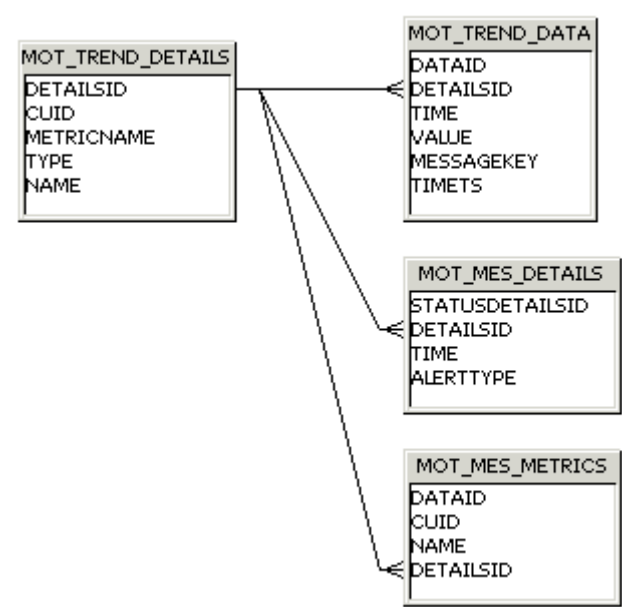 MOT_TREND_DETAILS
DETAILSID
CUID
METRICNAME
TYPE
NAME
MOT_TREND_DATA
DATAID
DETAILSID
TIME
VALUE
MESSAGEKEY
TIMETS
MOT_MES_DETAILS
STATUSDETAILSID
DETAILSID
TIME
ALERTTYPE
MOT_MES_METRICS
DATAID
CUID
NAME
DETAILSID